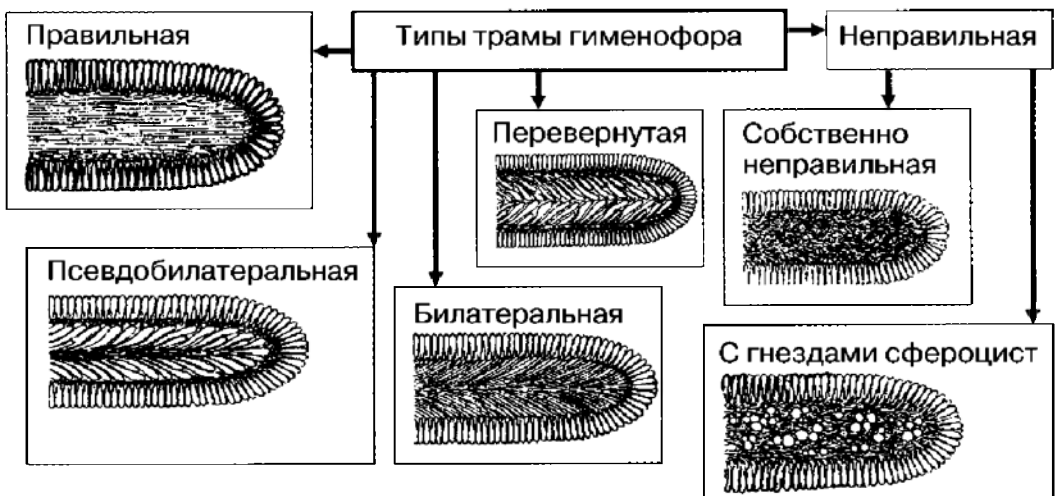 Типы трамы гименофора
Правильная
Неправильная
Перевернутая
Собственно
неправильная
Псевдобилатеральная
Билатеральная
С гнездами сфероцист